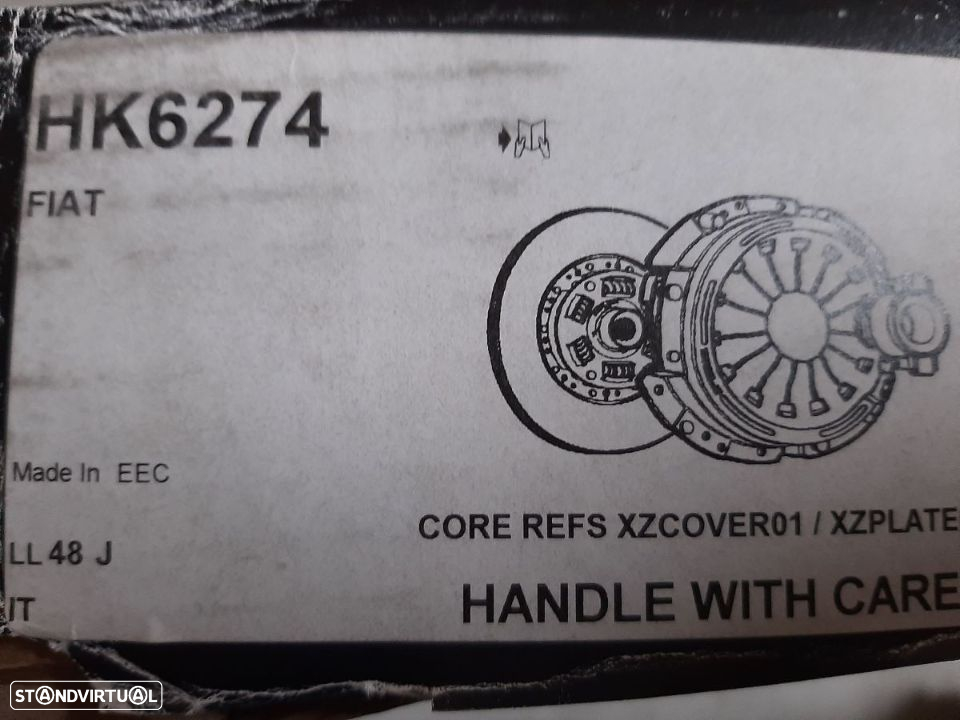 HK6274
FIAT
Made In EEC
CORE REFS XZCOVER01 / XZPLATE
LL 48 J
HANDLE WITH CARE
IT
STANDVIRTUAL